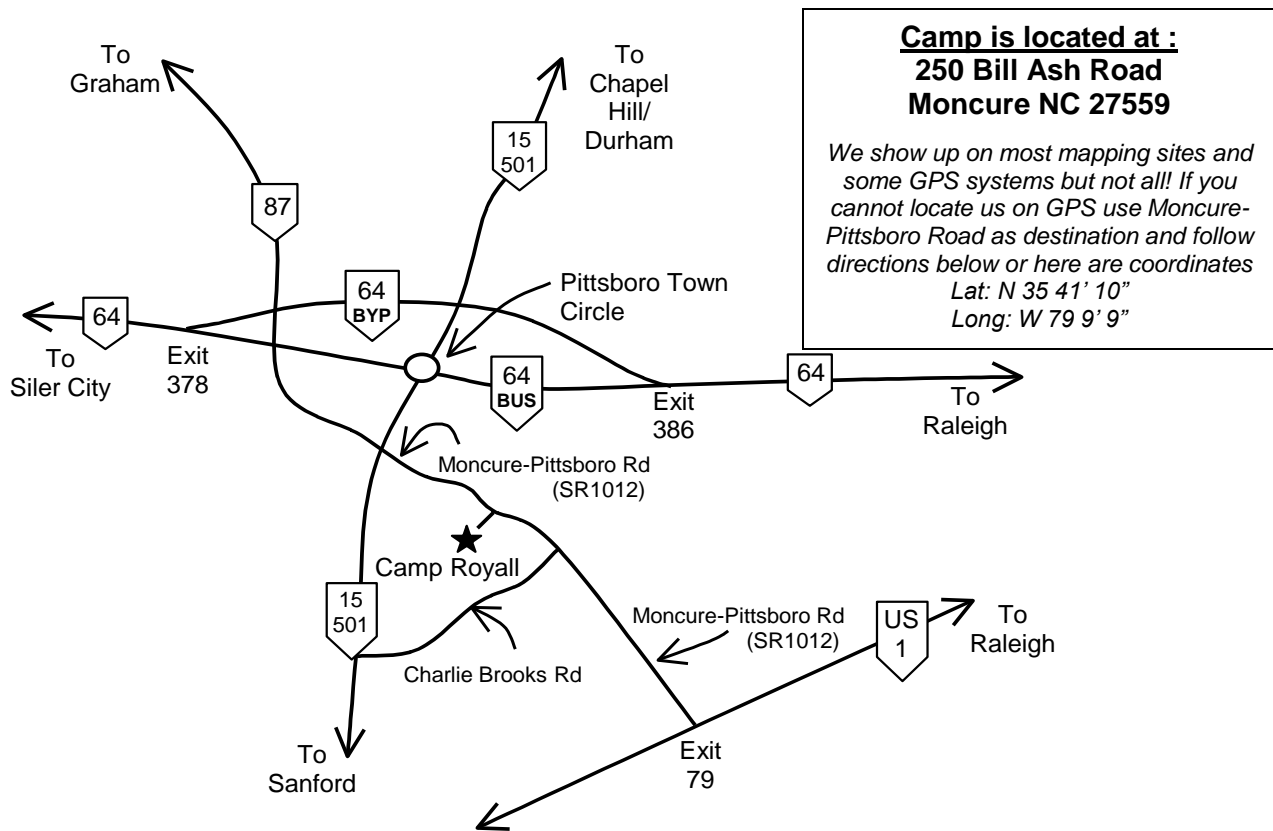 Camp is located at :
250 Bill Ash Road
Moncure NC 27559
We show up on most mapping sites and
some GPS systems but not all! If you
cannot locate us on GPS use Moncure-
Pittsboro Road as destination and follow
directions below or here are coordinates
Lat: N 35 41’ 10”
Long: W 79 9’ 9”
To
Graham
To
Chapel
Hill/
Durham
15
501
87
64
BYP
Pittsboro Town
Circle
64
To
Siler City
Exit
378
64
BUS
Exit
386
64
To
Raleigh
Moncure-Pittsboro Rd
(SR1012)
Camp Royall
15
501
Charlie Brooks Rd
Moncure-Pittsboro Rd
(SR1012)
US
1
To
Raleigh
To
Sanford
Exit
79